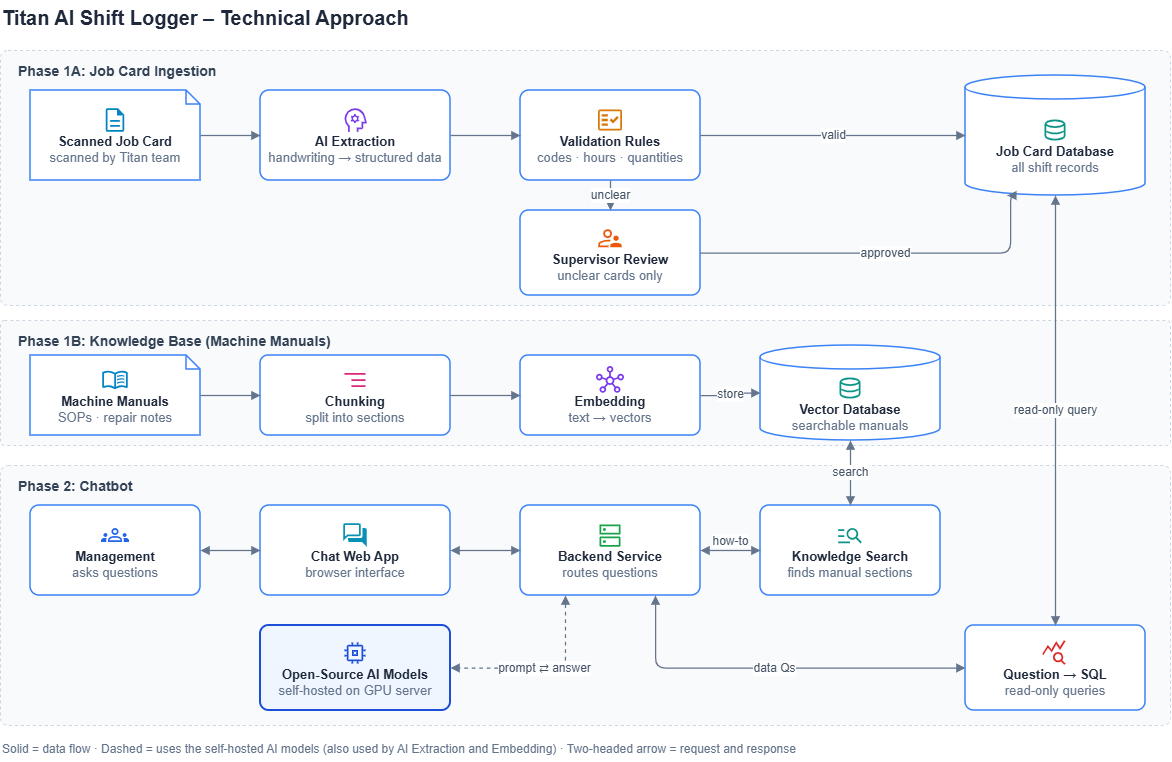 Titan AI Shift Logger – Technical Approach
Phase 1A: Job Card Ingestion
Scanned Job Card
scanned by Titan team
AI Extraction
handwriting → structured data
Validation Rules
codes · hours · quantities
valid
Job Card Database
all shift records
unclear
Supervisor Review
unclear cards only
approved
Phase 1B: Knowledge Base (Machine Manuals)
Machine Manuals
SOPs · repair notes
Chunking
split into sections
Embedding
text → vectors
store
Vector Database
searchable manuals
read-only query
search
Phase 2: Chatbot
Management
asks questions
Chat Web App
browser interface
Backend Service
routes questions
how-to
Knowledge Search
finds manual sections
Open-Source AI Models
self-hosted on GPU server
prompt ⇄ answer
data Qs
Question → SQL
read-only queries
Solid = data flow · Dashed = uses the self-hosted AI models (also used by AI Extraction and Embedding) · Two-headed arrow = request and response